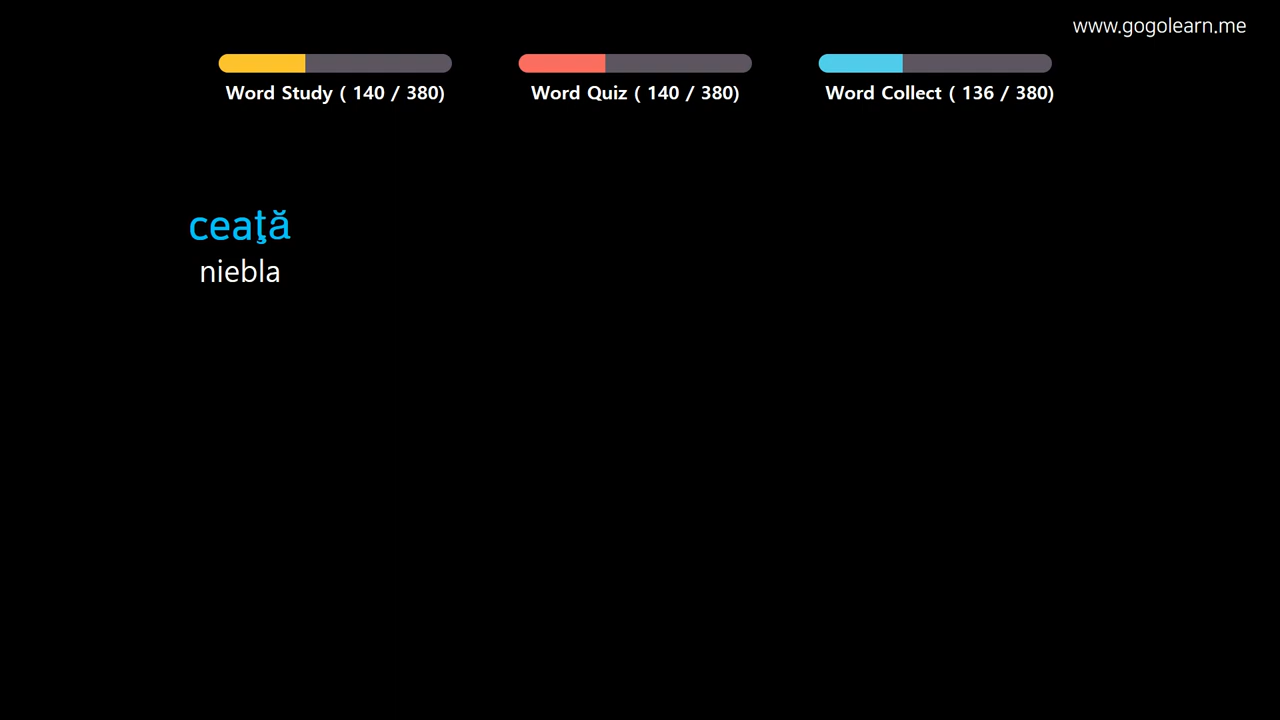 www.gogolearn.me
Word Study ( 140 / 380)
Word Quiz ( 140 / 380)
Word Collect ( 136 / 380)
ceaţă
niebla